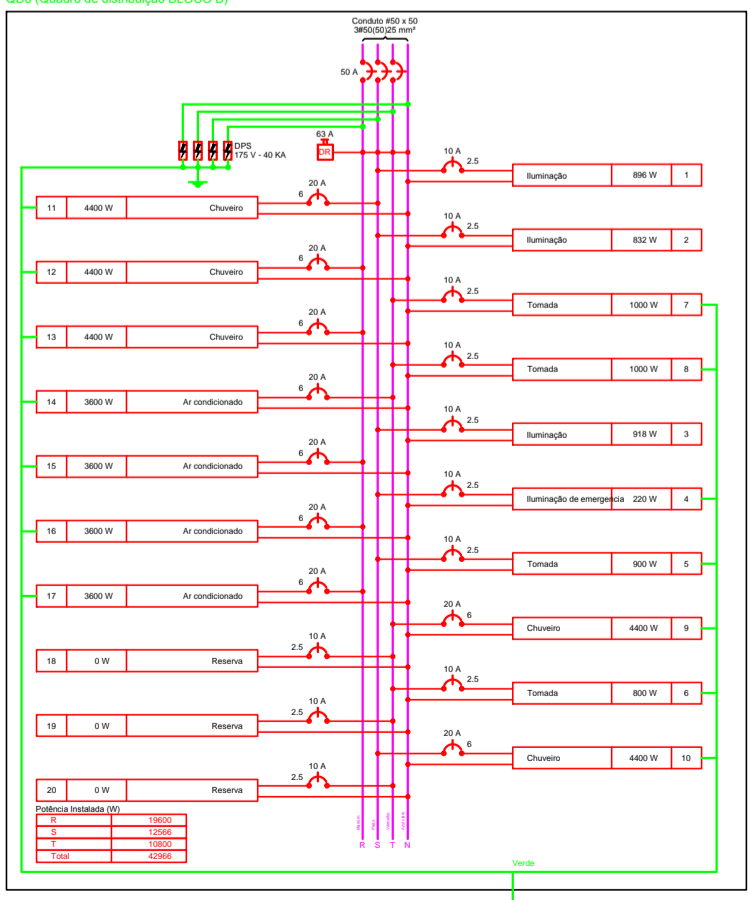 Conduto #50 x 50
3#50(50)25 mm²
50 A
DPS
175 V - 40 KA
63 A
DR
10 A
2.5
Iluminação 896 W 1
20 A
6
11 4400 W Chuveiro
10 A
2.5
Iluminação 832 W 2
20 A
6
12 4400 W Chuveiro
10 A
2.5
Tomada 1000 W 7
20 A
6
13 4400 W Chuveiro
10 A
2.5
Tomada 1000 W 8
20 A
6
14 3600 W Ar condicionado
10 A
2.5
Iluminação 918 W 3
20 A
6
15 3600 W Ar condicionado
10 A
2.5
Iluminação de emergencia 220 W 4
20 A
6
16 3600 W Ar condicionado
10 A
2.5
Tomada 900 W 5
20 A
6
17 3600 W Ar condicionado
20 A
6
Chuveiro 4400 W 9
10 A
2.5
18 0 W Reserva
10 A
2.5
Tomada 800 W 6
10 A
2.5
19 0 W Reserva
20 A
6
Chuveiro 4400 W 10
10 A
2.5
20 0 W Reserva
Potência Instalada (W)
R 19600
S 12566
T 10800
Total 42966
R S T N
Verde